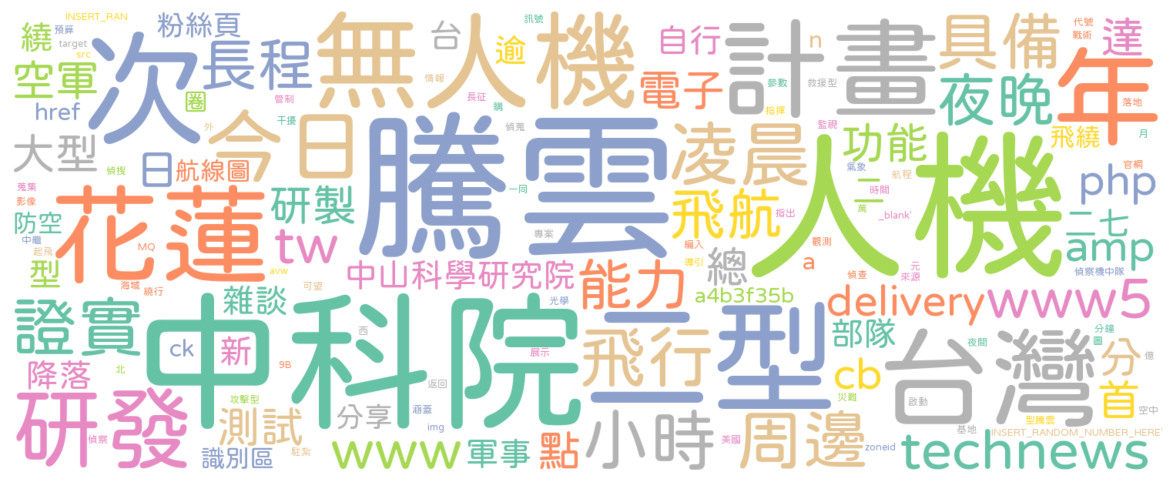 INSERT_RAN
粉絲頁
訊號
代號
繞
預算
target
src
次
長程
無人機
台
逾
自行
n
計畫
具備
達
戰術
年
空軍
href
圈
管制
情報
長征
電子
參數
救援型
夜晚
落地
月
大型
外
干擾
購
偵蒐
指揮
監視
功能
飛繞
官網
今日
騰雲
凌晨
人機
日
航線圖
偵搜
蒐集
影像
花蓮
研製
一同
飛航
指出
氣象
航程
時間
二
萬
_blank'
php
防空
中繼
起飛
MQ
tw
專案
編入
導引
觀測
a
二七
amp
型
海域
繞行
avw
可望
中山科學研究院
能力
總
a4b3f35b
偵查
元
來源
偵察機中隊
證實
雜談
光學
二
型
delivery
www5
中科院
ck
新
9B
西
展示
飛行
部隊
夜間
分鐘
圖
台灣
分
億
降落
北
返回
cb
首
空中
研發
攻擊型
測試
分享
涵蓋
img
災難
啟動
型騰雲
基地
INSERT_RANDOM_NUMBER_HERE'
偵察
駐紮
識別區
www
軍事
點
小時
美國
周邊
zoneid
technews